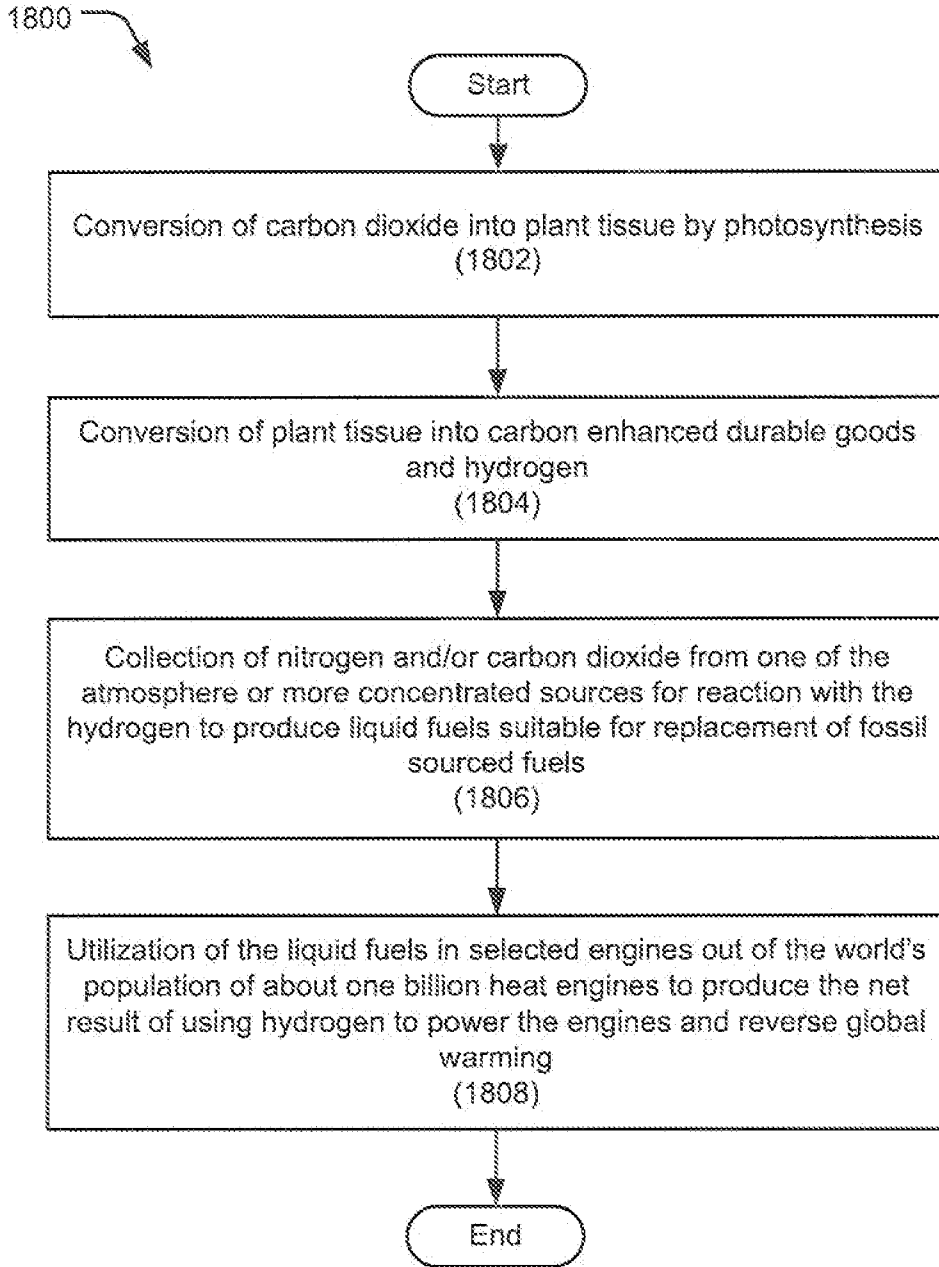 1800
Start
Conversion of carbon dioxide into plant tissue by photosynthesis
(1802)
Conversion of plant tissue into carbon enhanced durable goods
and hydrogen
(1804)
Collection of nitrogen and/or carbon dioxide from one of the
atmosphere or more concentrated sources for reaction with the
hydrogen to produce liquid fuels suitable for replacement of fossil
sourced fuels
(1806)
Utilization of the liquid fuels in selected engines out of the world's
population of about one billion heat engines to produce the net
result of using hydrogen to power the engines and reverse global
warming
(1808)
End